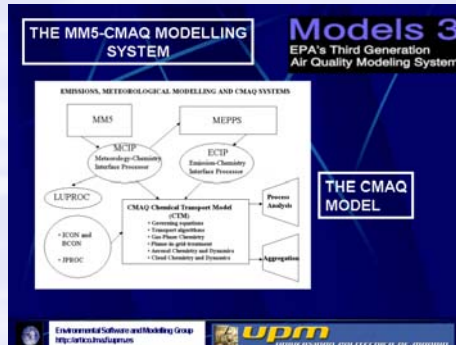 THE MM5-CMAQ MODELLING
SYSTEM
Models 3
EPA's Third Generation
Air Quality Modeling System
EMISSIONS, METEOROLOGICAL MODELLING AND CMAQ SYSTEMS
MM5
MEPPS
MCIP
Meteorology-Chemistry
Interface Processor
ECIP
Emission-Chemistry
Interface Processor
LUPROC
CMAQ Chemical Transport Model
(CTM)
• Governing equations
• Transport algorithms
• Gas-Phase Chemistry
• Plume-in-grid treatment
• Aerosol Chemistry and Dynamics
• Cloud Chemistry and Dynamics
Process
Analysis
THE CMAQ
MODEL
• ICON and
BCON
• JPROC
Aggregation
Environmental Software and Modelling Group
http://artico.lma.fi.upm.es
upm